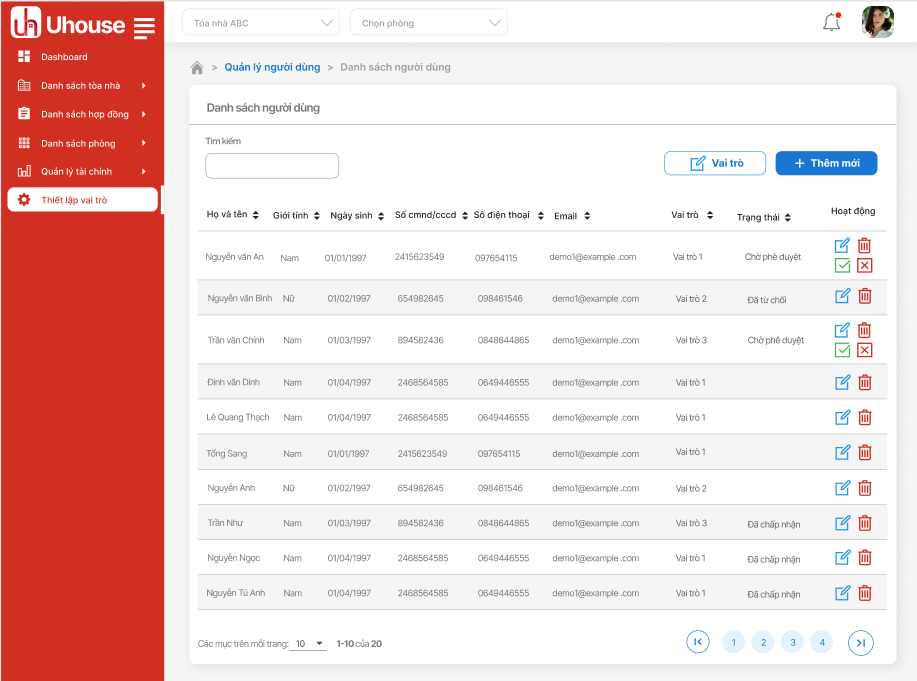 Uhouse
Tòa nhà ABC
Chọn phòng
Dashboard
Danh sách tòa nhà
Danh sách hợp đồng
Danh sách phòng
Quản lý tài chính
Thiết lập vai trò
> Quản lý người dùng > Danh sách người dùng
Danh sách người dùng
Tìm kiếm
Vai trò
+ Thêm mới
Họ và tên Giới tính Ngày sinh Số cmnd/cccd Số điện thoại Email Vai trò Trạng thái Hoạt động
Nguyễn văn An Nam 01/01/1997 2415623549 097654115 demo1@example .com Vai trò 1 Chờ phê duyệt
Nguyễn văn Bình Nữ 01/02/1997 654982645 098461546 demo1@example .com Vai trò 2 Đã từ chối
Trần văn Chính Nam 01/03/1997 894582436 0848644865 demo1@example .com Vai trò 3 Chờ phê duyệt
Đinh văn Dinh Nam 01/04/1997 2468564585 0649446555 demo1@example .com Vai trò 1
Lê Quang Thạch Nam 01/04/1997 2468564585 0649446555 demo1@example .com Vai trò 1
Tống Sang Nam 01/01/1997 2415623549 097654115 demo1@example .com Vai trò 1
Nguyễn Anh Nữ 01/02/1997 654982645 098461546 demo1@example .com Vai trò 2
Trần Như Nam 01/03/1997 894582436 0848644865 demo1@example .com Vai trò 3 Đã chấp nhận
Nguyễn Ngọc Nam 01/04/1997 2468564585 0649446555 demo1@example .com Vai trò 1 Đã chấp nhận
Nguyễn Tú Anh Nam 01/04/1997 2468564585 0649446555 demo1@example .com Vai trò 1 Đã chấp nhận
Các mục trên mỗi trang: 10 1-10 của 20
1 2 3 4